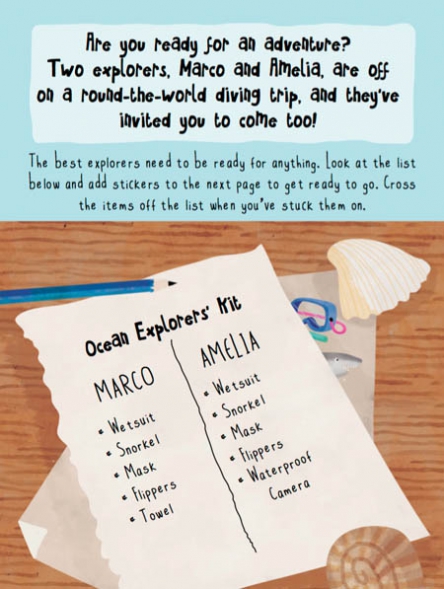 Are you ready for an adventure?
Two explorers, Marco and Amelia, are off
on a round-the-world diving trip, and they've
invited you to come too!
The best explorers need to be ready for anything. Look at the list
below and add stickers to the next page to get ready to go. Cross
the items off the list when you've stuck them on.
Ocean Explorers' Kit
MARCO
• Wetsuit
• Snorkel
• Mask
• Flippers
• Towel
AMELIA
• Wetsuit
• Snorkel
• Mask
• Flippers
• Waterproof
Camera